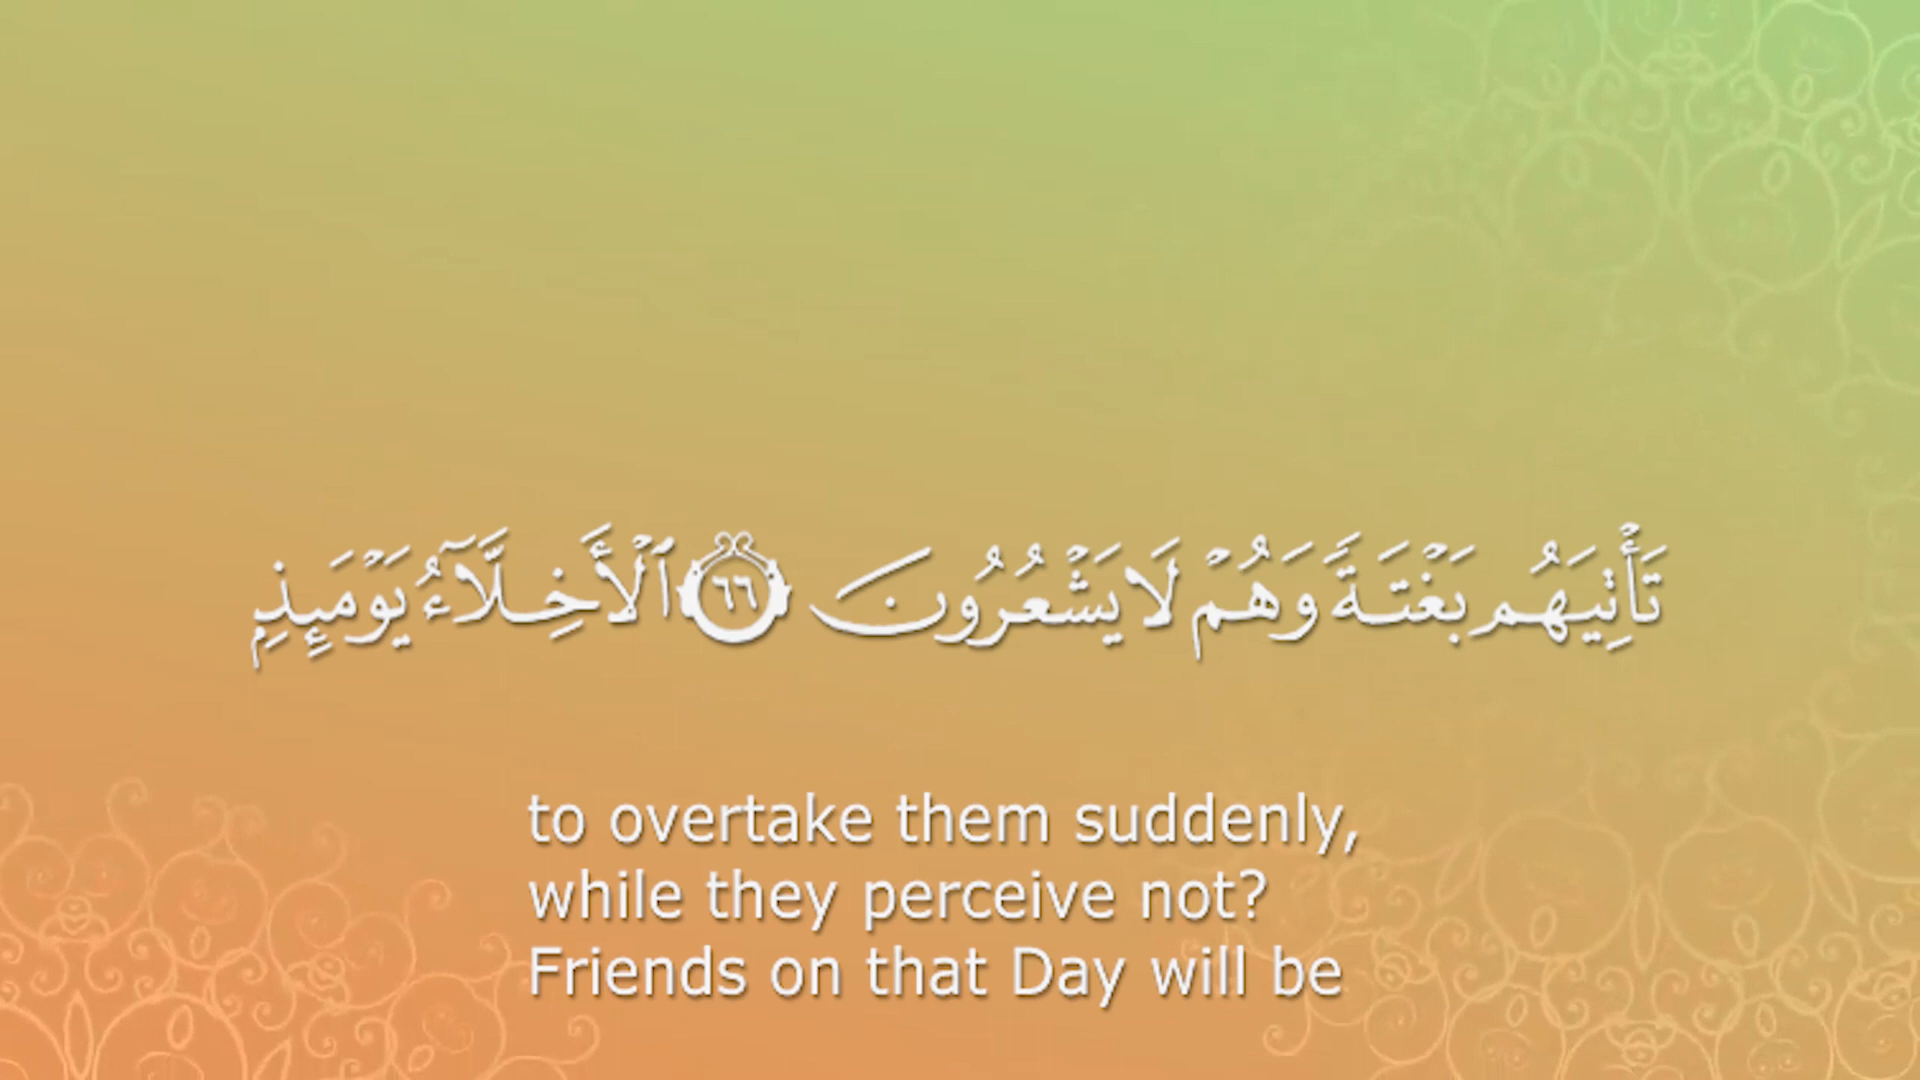 تَأْتِيَهُم بَغْتَةً وَهُمْ لَا يَشْعُرُونَ ٦٦ ٱلْأَخِلَّآءُ يَوْمَئِذٍۭ
to overtake them suddenly,
while they perceive not?
Friends on that Day will be